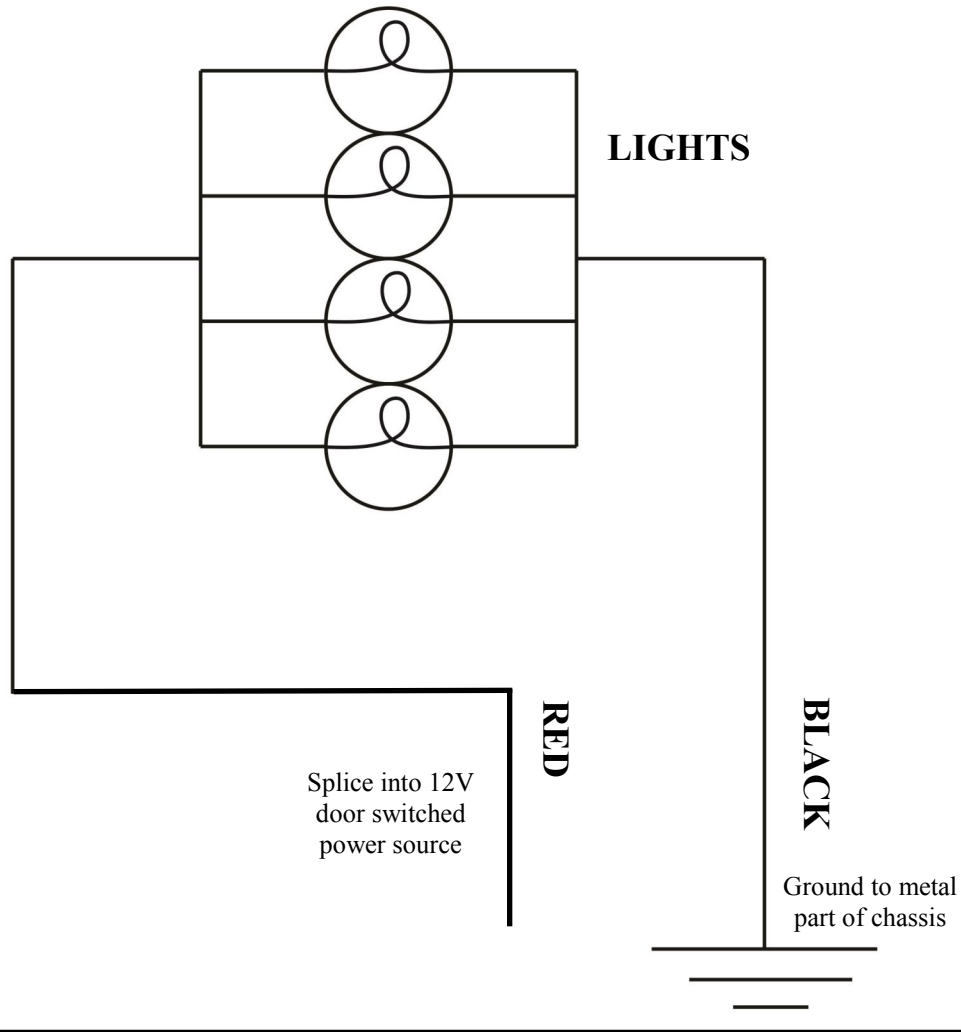 LIGHTS
RED
BLACK
Splice into 12V
door switched
power source
Ground to metal
part of chassis